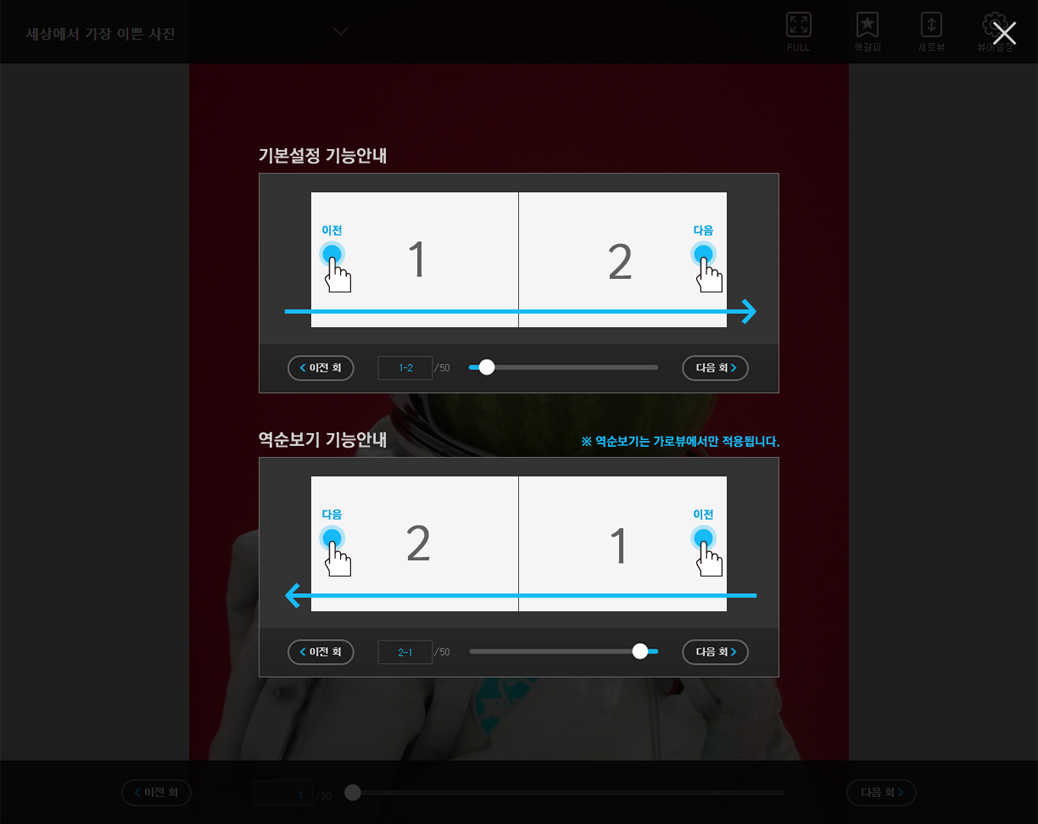 세상에서 가장 이쁜 사진
FULL
책갈피
세로뷰
뷰어설정
기본설정 기능안내
이전
다음
1
2
이전 회
1-2 /50
다음 회
역순보기 기능안내
※ 역순보기는 가로뷰에서만 적용됩니다.
다음
이전
2
1
이전 회
2-1 /50
다음 회
이전 회
1 /30
다음 회